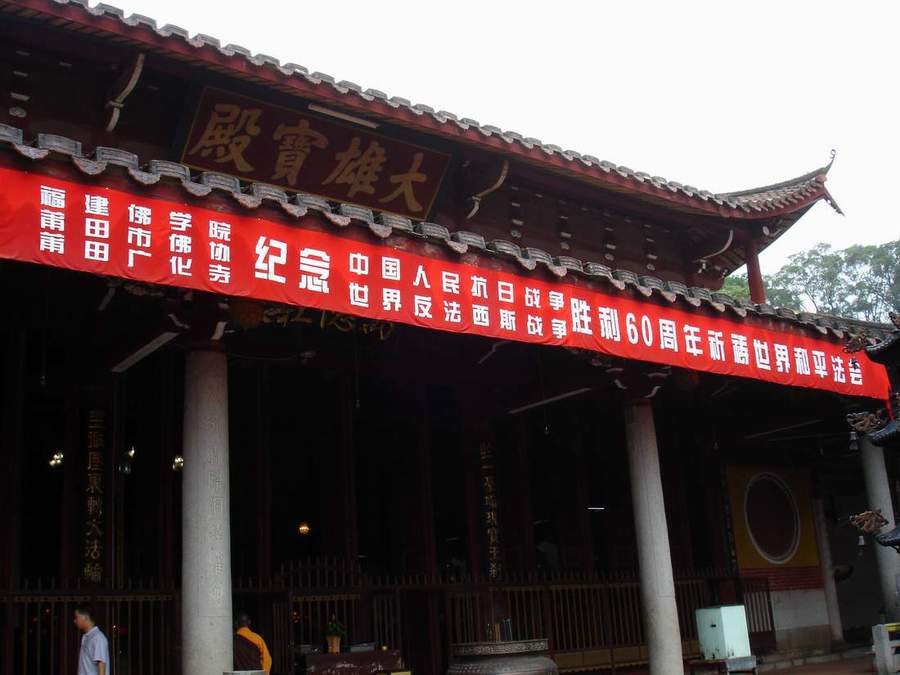 大雄寶殿
福建佛学院
莆田市佛协
莆田广化寺
纪念
中国人民抗日战争
世界反法西斯战争
胜利60周年祈祷世界和平法会